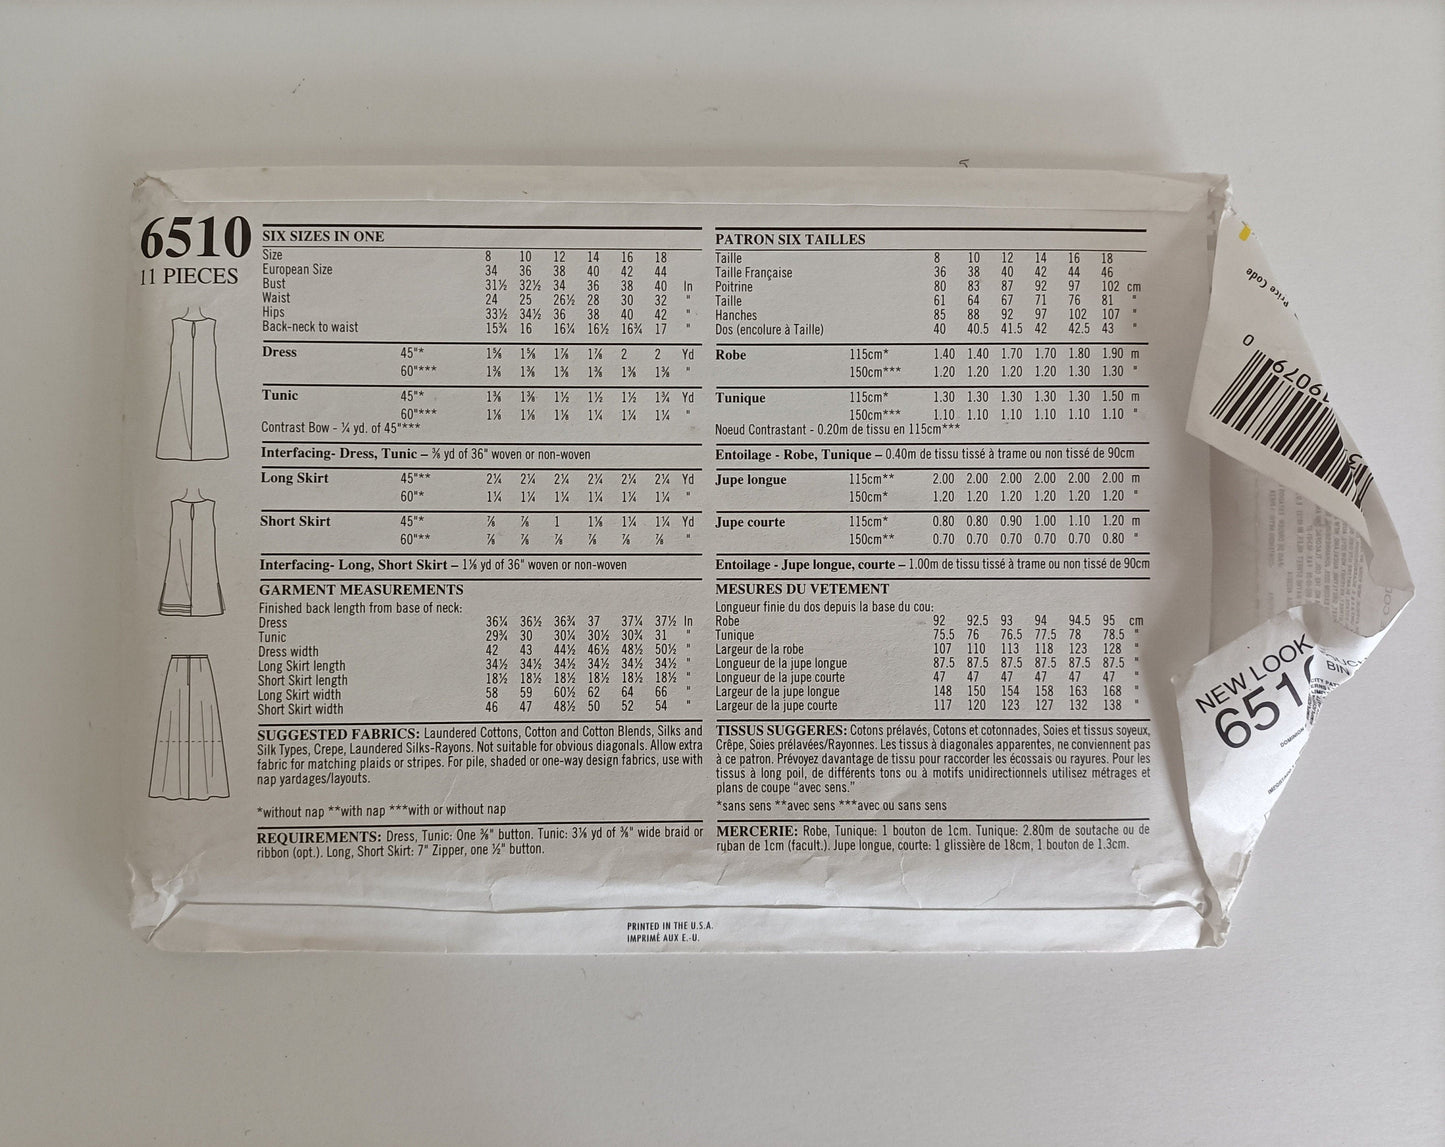 6510
11 PIECES
SIX SIZES IN ONE
Size 8 10 12 14 16 18
European Size 34 36 38 40 42 44
Bust 31½ 32½ 34 36 38 40 In
Waist 24 25 26½ 28 30 32 "
Hips 33½ 34½ 36 38 40 42 "
Back-neck to waist 15¾ 16 16¼ 16½ 16¾ 17 "
Dress 45"* 1⅝ 1⅝ 1⅞ 1⅞ 2 2 Yd
60"*** 1⅜ 1⅜ 1⅜ 1⅜ 1⅜ 1⅜ "
Tunic 45"* 1⅜ 1⅜ 1½ 1½ 1½ 1¾ Yd
60"*** 1⅛ 1⅛ 1⅛ 1¼ 1¼ 1¼ "
Contrast Bow - ¼ yd. of 45"***
Interfacing- Dress, Tunic – ⅜ yd of 36" woven or non-woven
Long Skirt 45"** 2¼ 2¼ 2¼ 2¼ 2¼ 2¼ Yd
60"* 1¼ 1¼ 1¼ 1¼ 1¼ 1¼ "
Short Skirt 45"* ⅞ ⅞ 1 1⅛ 1¼ 1¼ Yd
60"** ⅞ ⅞ ⅞ ⅞ ⅞ ⅞ "
Interfacing- Long, Short Skirt – 1⅛ yd of 36" woven or non-woven
GARMENT MEASUREMENTS
Finished back length from base of neck:
Dress 36¼ 36½ 36¾ 37 37¼ 37½ In
Tunic 29¾ 30 30¼ 30½ 30¾ 31 "
Dress width 42 43 44½ 46½ 48½ 50½ "
Long Skirt length 34½ 34½ 34½ 34½ 34½ 34½ "
Short Skirt length 18½ 18½ 18½ 18½ 18½ 18½ "
Long Skirt width 58 59 60½ 62 64 66 "
Short Skirt width 46 47 48½ 50 52 54 "
SUGGESTED FABRICS: Laundered Cottons, Cotton and Cotton Blends, Silks and
Silk Types, Crepe, Laundered Silks-Rayons. Not suitable for obvious diagonals. Allow extra
fabric for matching plaids or stripes. For pile, shaded or one-way design fabrics, use with
nap yardages/layouts.
*without nap **with nap ***with or without nap
REQUIREMENTS: Dress, Tunic: One ⅜" button. Tunic: 3⅛ yd of ⅜" wide braid or
ribbon (opt.). Long, Short Skirt: 7" Zipper, one ½" button.
PATRON SIX TAILLES
Taille 8 10 12 14 16 18
Taille Française 36 38 40 42 44 46
Poitrine 80 83 87 92 97 102 cm
Taille 61 64 67 71 76 81 "
Hanches 85 88 92 97 102 107 "
Dos (encolure à Taille) 40 40.5 41.5 42 42.5 43 "
Robe 115cm* 1.40 1.40 1.70 1.70 1.80 1.90 m
150cm*** 1.20 1.20 1.20 1.20 1.30 1.30 "
Tunique 115cm* 1.30 1.30 1.30 1.30 1.30 1.50 m
150cm*** 1.10 1.10 1.10 1.10 1.10 1.10 "
Noeud Contrastant - 0.20m de tissu en 115cm***
Entoilage - Robe, Tunique – 0.40m de tissu tissé à trame ou non tissé de 90cm
Jupe longue 115cm** 2.00 2.00 2.00 2.00 2.00 2.00 m
150cm* 1.20 1.20 1.20 1.20 1.20 1.20 "
Jupe courte 115cm* 0.80 0.80 0.90 1.00 1.10 1.20 m
150cm** 0.70 0.70 0.70 0.70 0.70 0.80 "
Entoilage - Jupe longue, courte – 1.00m de tissu tissé à trame ou non tissé de 90cm
MESURES DU VETEMENT
Longueur finie du dos depuis la base du cou:
Robe 92 92.5 93 94 94.5 95 cm
Tunique 75.5 76 76.5 77.5 78 78.5 "
Largeur de la robe 107 110 113 118 123 128 "
Longueur de la jupe longue 87.5 87.5 87.5 87.5 87.5 87.5 "
Longueur de la jupe courte 47 47 47 47 47 47 "
Largeur de la jupe longue 148 150 154 158 163 168 "
Largeur de la jupe courte 117 120 123 127 132 138 "
TISSUS SUGGERES: Cotons prélavés, Cotons et cotonnades, Soies et tissus soyeux,
Crêpe, Soies prélavées/Rayonnes. Les tissus à diagonales apparentes, ne conviennent pas
à ce patron. Prévoyez davantage de tissu pour raccorder les écossais ou rayures. Pour les
tissus à long poil, de différents tons ou à motifs unidirectionnels utilisez métrages et
plans de coupe "avec sens."
*sans sens **avec sens ***avec ou sans sens
MERCERIE: Robe, Tunique: 1 bouton de 1cm. Tunique: 2.80m de soutache ou de
ruban de 1cm (facult.). Jupe longue, courte: 1 glissière de 18cm, 1 bouton de 1.3cm.
PRINTED IN THE U.S.A.
IMPRIMÉ AUX E.-U.
Price Code
0
19079
NEW LOOK
6510